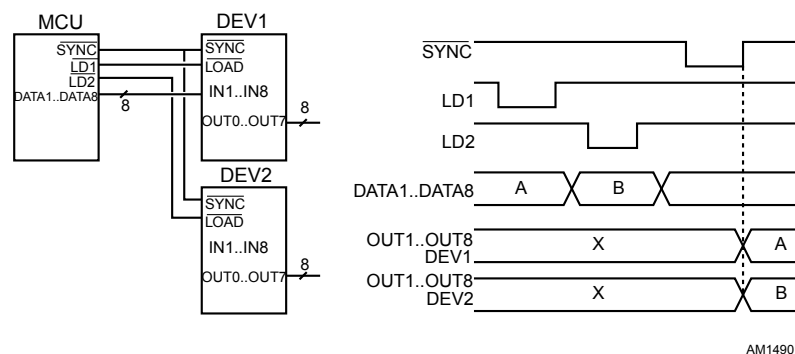 MCU
SYNC
LD1
LD2
DATA1..DATA8
8
DEV1
SYNC
LOAD
IN1..IN8
OUT0..OUT7
8
DEV2
SYNC
LOAD
IN1..IN8
OUT0..OUT7
8
SYNC
LD1
LD2
DATA1..DATA8
A
B
OUT1..OUT8
DEV1
X
A
OUT1..OUT8
DEV2
X
B
AM1490